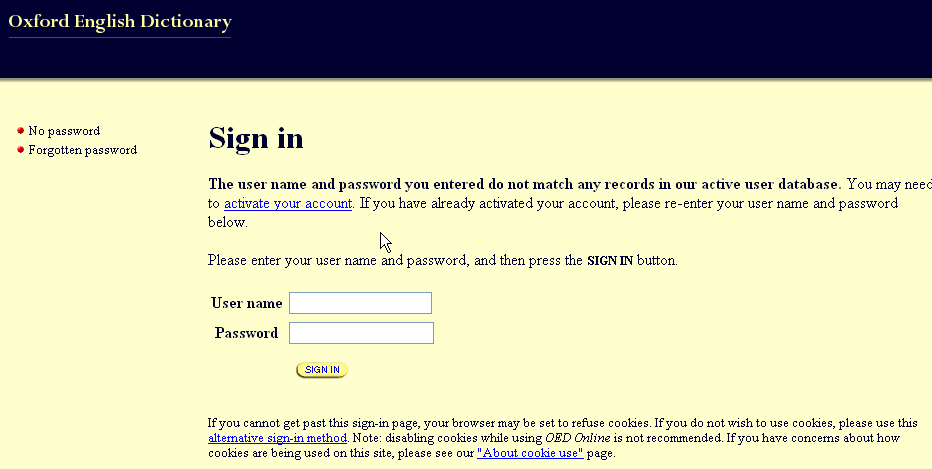 Oxford English Dictionary
No password
Forgotten password
Sign in
The user name and password you entered do not match any records in our active user database. You may need
to activate your account. If you have already activated your account, please re-enter your user name and password
below.
Please enter your user name and password, and then press the SIGN IN button.
User name
Password
SIGN IN
If you cannot get past this sign-in page, your browser may be set to refuse cookies. If you do not wish to use cookies, please use this
alternative sign-in method. Note: disabling cookies while using OED Online is not recommended. If you have concerns about how
cookies are being used on this site, please see our "About cookie use" page.